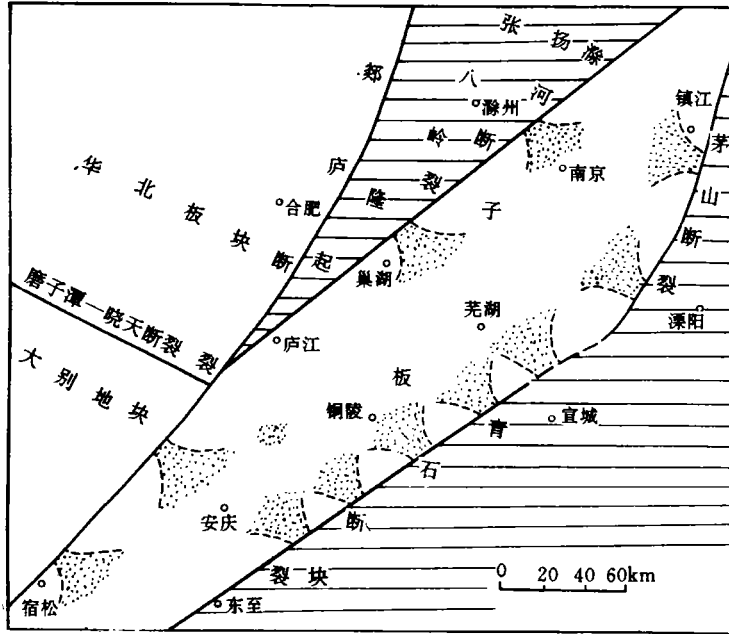 张八岭隆起
扬子板块
滁河断裂
郯庐断裂
滁州
镇江
茅山断裂
南京
华北板块
合肥
巢湖
芜湖
溧阳
磨子潭—晓天断裂
庐江
大别地块
铜陵
宜城
青石断裂
安庆
宿松
东至
0 20 40 60km